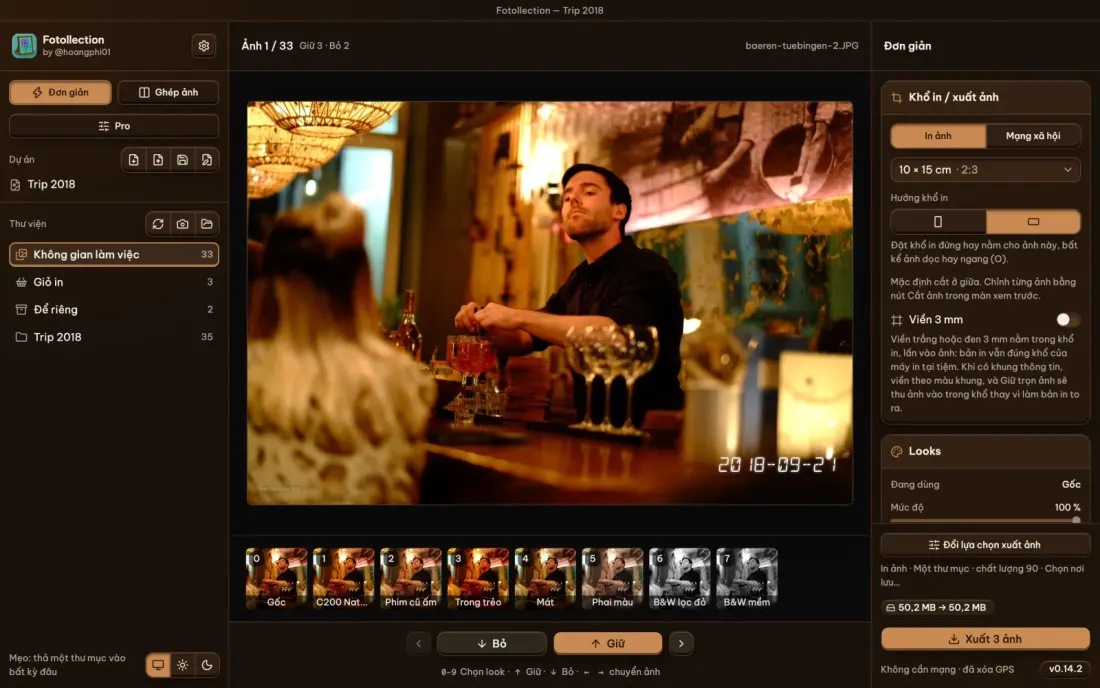 Fotollection — Trip 2018
Fotollection
by @hoangphi01
Đơn giản
Ghép ảnh
Pro
Dự án
Trip 2018
Thư viện
Không gian làm việc 33
Giỏ in 3
Để riêng 2
Trip 2018 35
Mẹo: thả một thư mục vào
bất kỳ đâu
Ảnh 1 / 33 Giữ 3 · Bỏ 2
baeren-tuebingen-2.JPG
2018-09-21
0
Gốc
1
C200 Nat...
2
Phim cũ ấm
3
Trong trẻo
4
Mát
5
Phai màu
6
B&W lọc đỏ
7
B&W mềm
↓ Bỏ
↑ Giữ
0–9 Chọn look · ↑ Giữ · ↓ Bỏ · ← → chuyển ảnh
Đơn giản
Khổ in / xuất ảnh
In ảnh
Mạng xã hội
10 × 15 cm · 2:3
Hướng khổ in
Đặt khổ in đứng hay nằm cho ảnh này, bất
kể ảnh dọc hay ngang (O).
Mặc định cắt ở giữa. Chỉnh từng ảnh bằng
nút Cắt ảnh trong màn xem trước.
Viền 3 mm
Viền trắng hoặc đen 3 mm nằm trong khổ
in, lấn vào ảnh: bản in vẫn đúng khổ của
máy in tại tiệm. Khi có khung thông tin,
viền theo màu khung, và Giữ trọn ảnh sẽ
thu ảnh vào trong khổ thay vì làm bản in to
ra.
Looks
Đang dùng Gốc
Mức độ 100 %
Đổi lựa chọn xuất ảnh
In ảnh · Một thư mục · chất lượng 90 · Chọn nơi
lưu...
50,2 MB → 50,2 MB
Xuất 3 ảnh
Không cần mạng · đã xóa GPS
v0.14.2